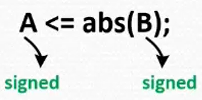 A <= abs(B);
signed signed